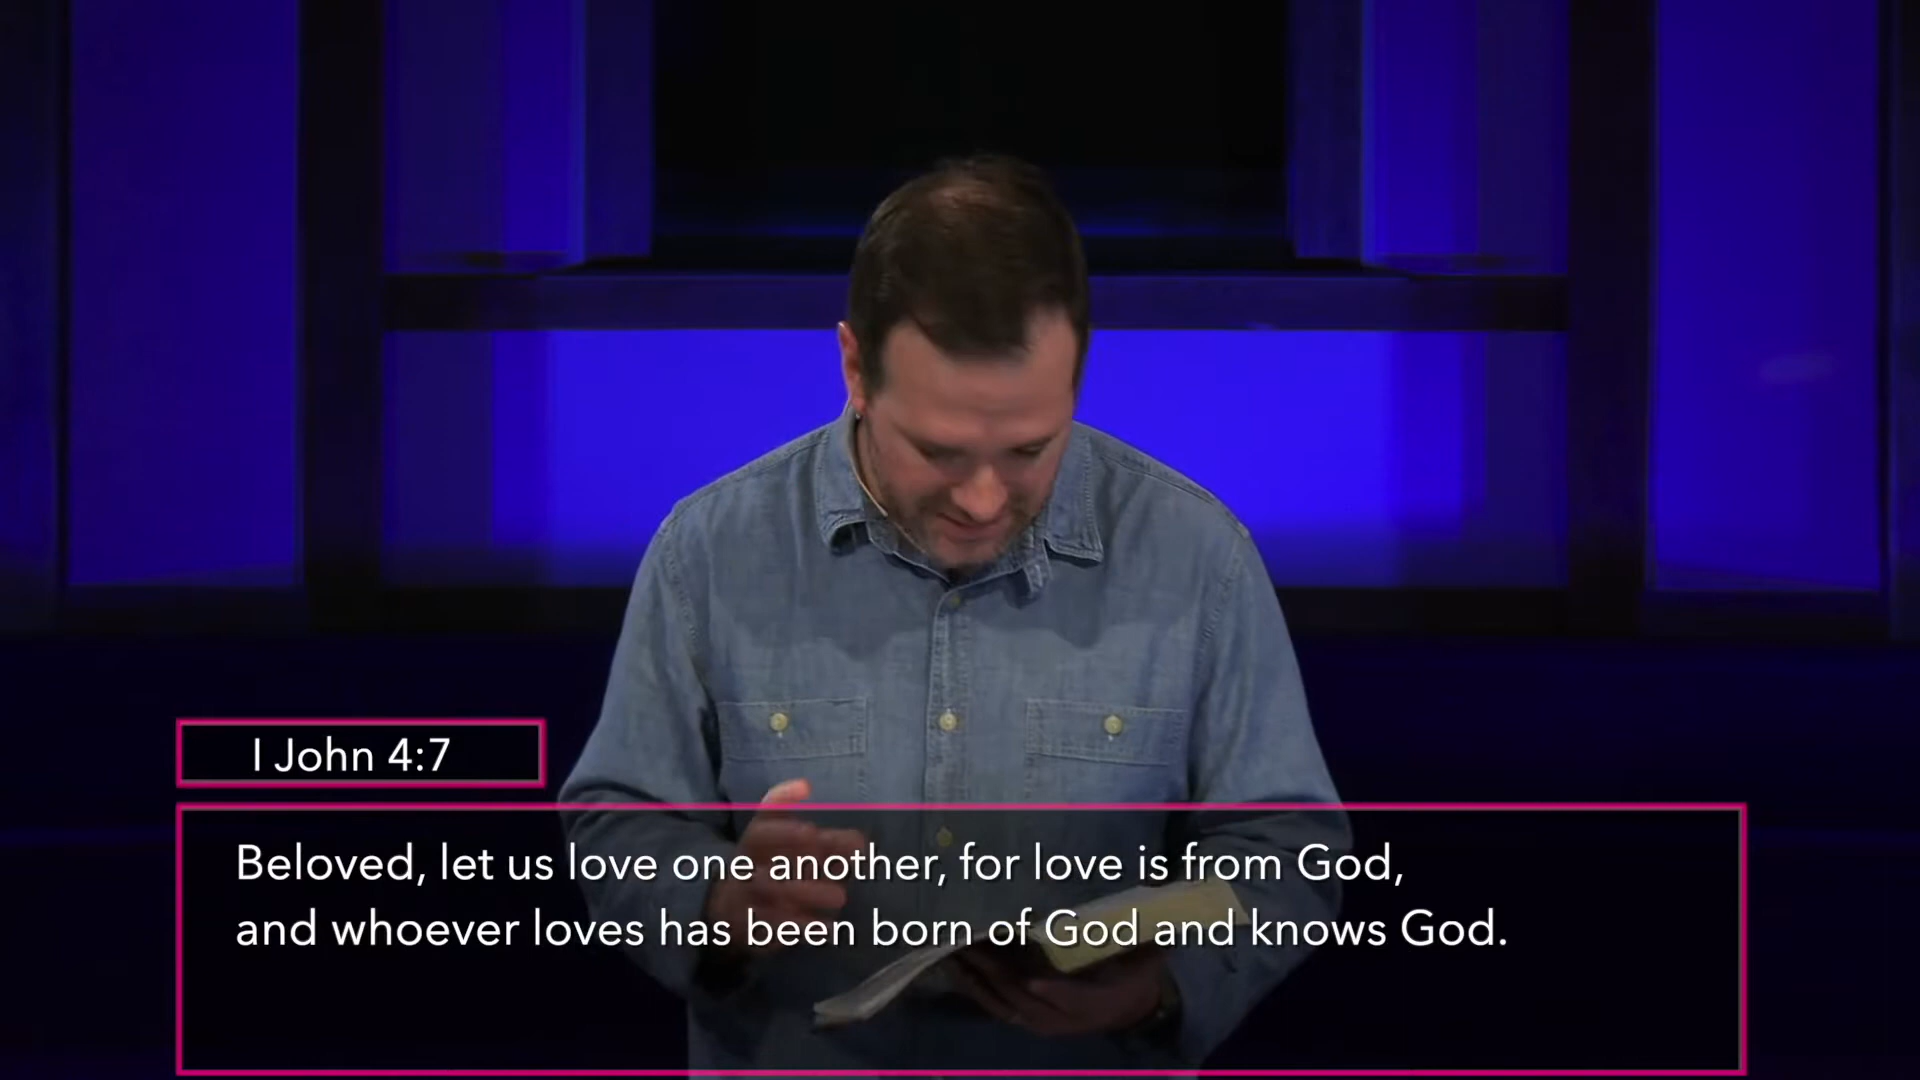 I John 4:7
Beloved, let us love one another, for love is from God,
and whoever loves has been born of God and knows God.